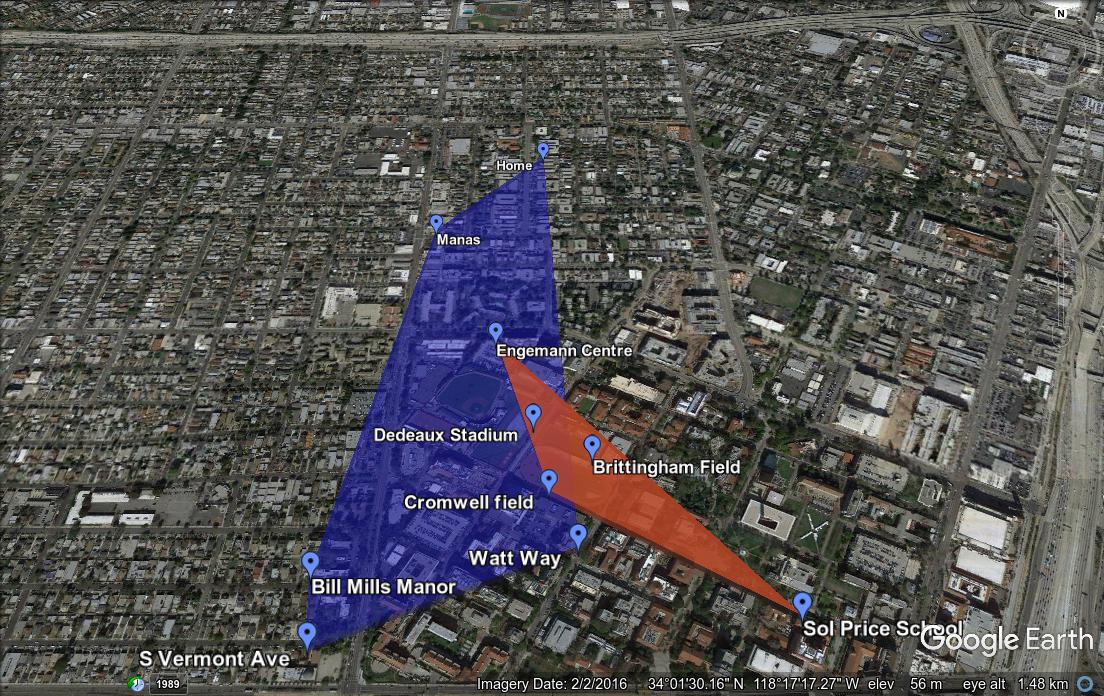 N
Home
Manas
Engemann Centre
Dedeaux Stadium
Brittingham Field
Cromwell field
Watt Way
Bill Mills Manor
Sol Price School
Google Earth
S Vermont Ave
1989
Imagery Date: 2/2/2016 34°01'30.16" N 118°17'17.27" W elev 56 m eye alt 1.48 km